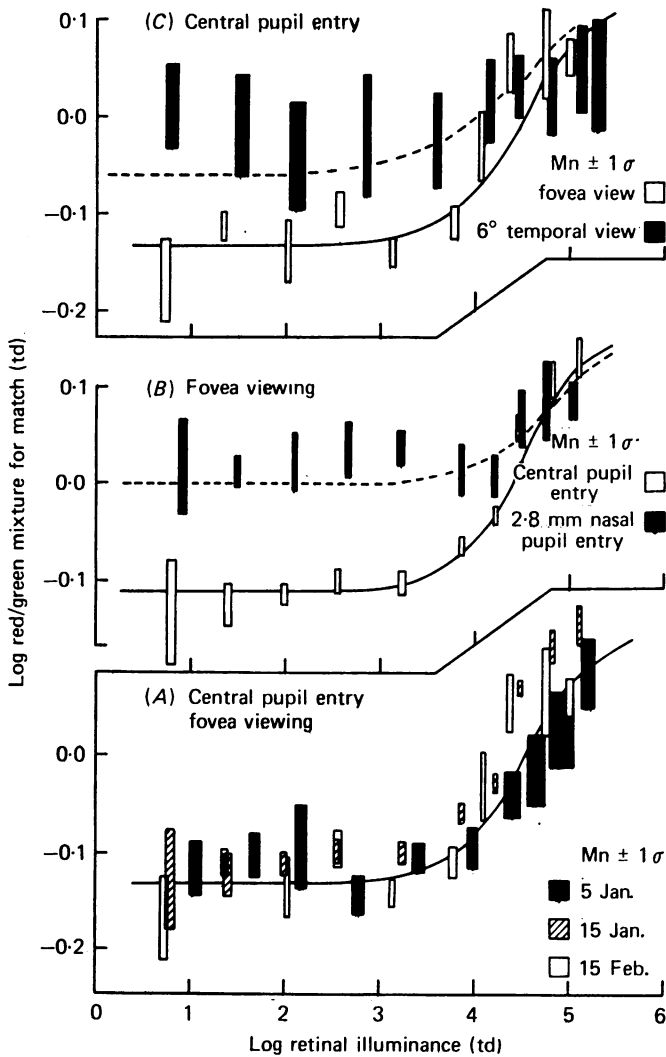 (C) Central pupil entry
0·1
0·0
−0·1
−0·2
Mn ± 1 σ
fovea view
6° temporal view
(B) Fovea viewing
0·1
0·0
−0·1
Mn ± 1 σ
Central pupil
entry
2·8 mm nasal
pupil entry
Log red/green mixture for match (td)
(A) Central pupil entry
fovea viewing
0·0
−0·1
−0·2
Mn ± 1 σ
5 Jan.
15 Jan.
15 Feb.
0 1 2 3 4 5 6
Log retinal illuminance (td)